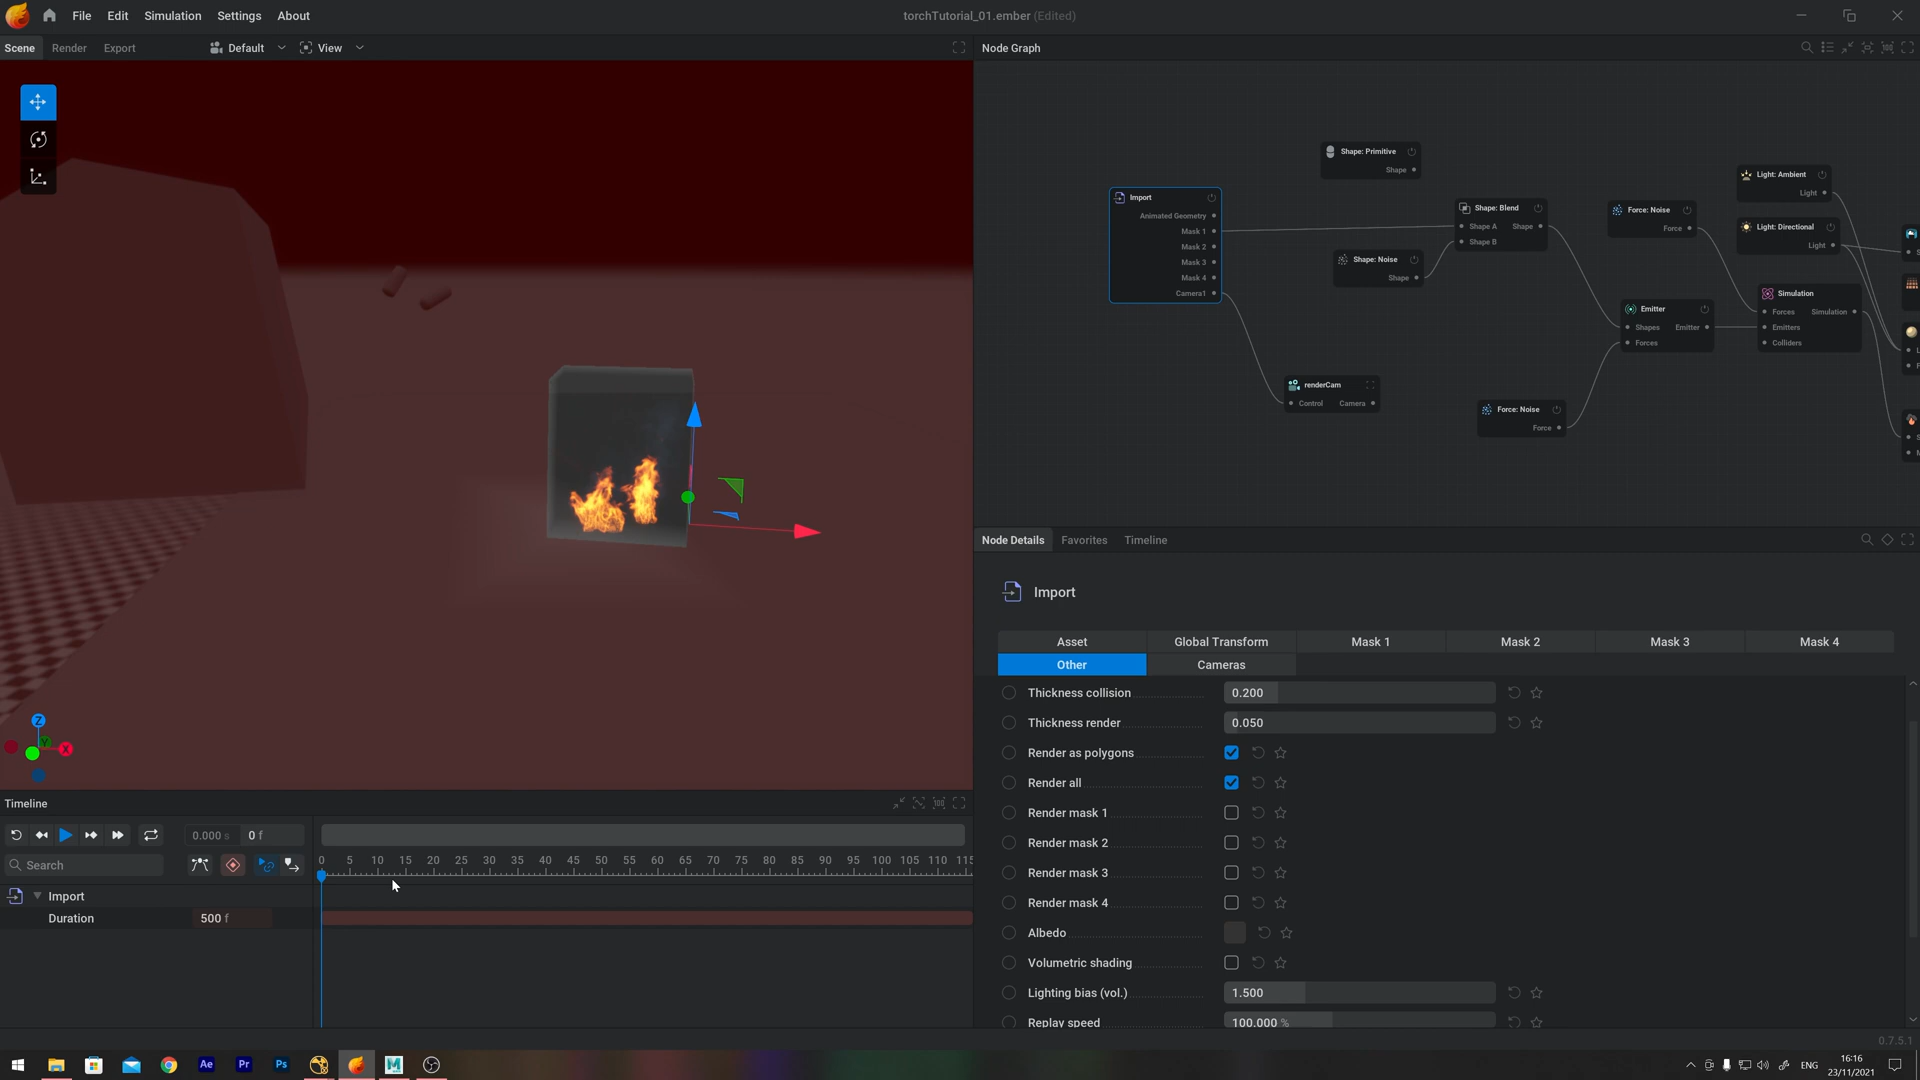 File Edit Simulation Settings About
torchTutorial_01.ember (Edited)
Scene Render Export Default View
Node Graph
Shape: Primitive
Shape
Import
Animated Geometry
Mask 1
Mask 2
Mask 3
Mask 4
Camera1
Shape: Blend
Shape A Shape
Shape B
Shape: Noise
Shape
Force: Noise
Force
Light: Ambient
Light
Light: Directional
Light
Emitter
Shapes Emitter
Forces
Simulation
Forces Simulation
Emitters
Colliders
renderCam
Control Camera
Force: Noise
Force
Z
Y
X
Node Details Favorites Timeline
Import
Asset Global Transform Mask 1 Mask 2 Mask 3 Mask 4
Other Cameras
Thickness collision 0.200
Thickness render 0.050
Render as polygons
Render all
Render mask 1
Render mask 2
Render mask 3
Render mask 4
Albedo
Volumetric shading
Lighting bias (vol.) 1.500
Replay speed 100.000 %
Timeline
0.000 s 0 f
Search
0 5 10 15 20 25 30 35 40 45 50 55 60 65 70 75 80 85 90 95 100 105 110 115
Import
Duration 500 f
0.7.5.1
Ae Pr Ps M
ENG
16:16
23/11/2021